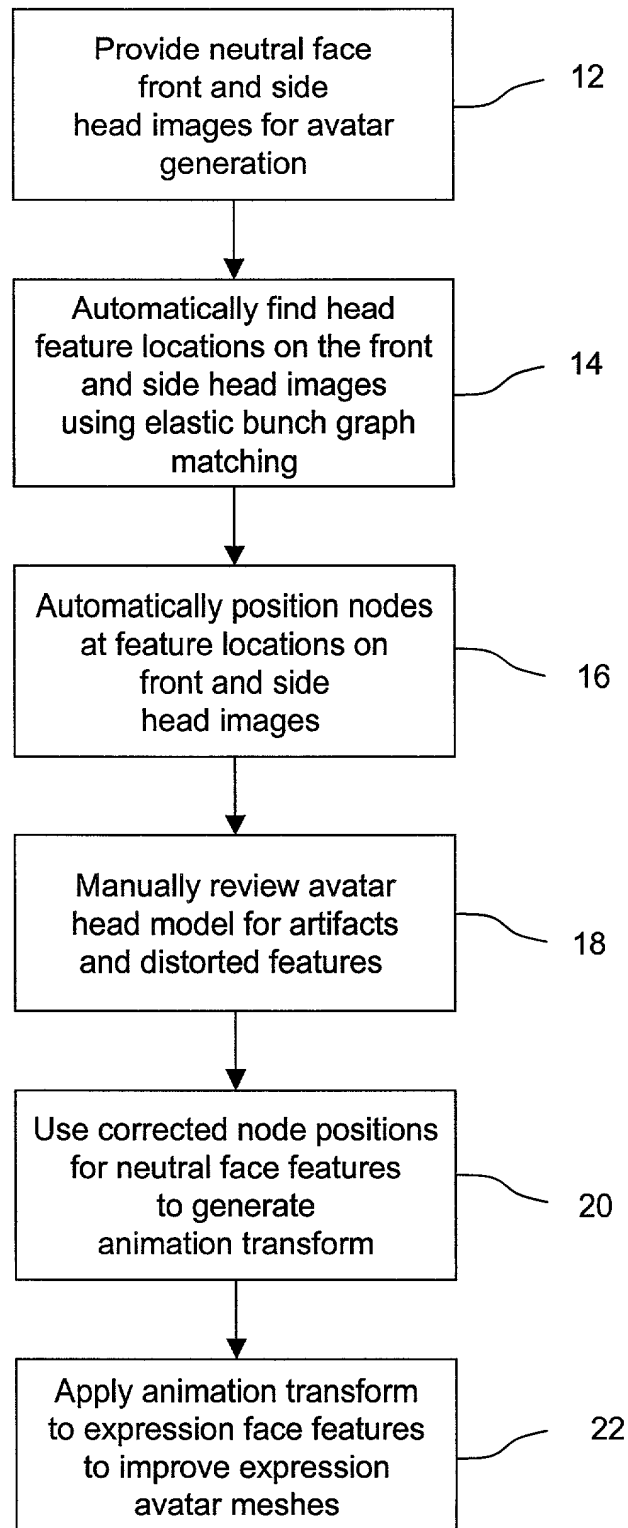 Provide neutral face
front and side
head images for avatar
generation
12
Automatically find head
feature locations on the front
and side head images
using elastic bunch graph
matching
14
Automatically position nodes
at feature locations on
front and side
head images
16
Manually review avatar
head model for artifacts
and distorted features
18
Use corrected node positions
for neutral face features
to generate
animation transform
20
Apply animation transform
to expression face features
to improve expression
avatar meshes
22